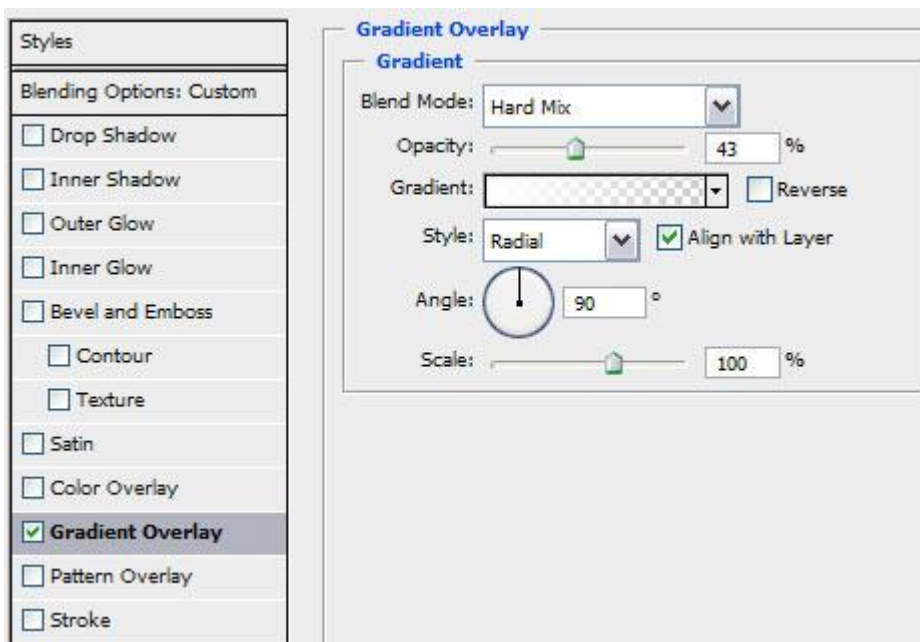 Styles
Blending Options: Custom
Drop Shadow
Inner Shadow
Outer Glow
Inner Glow
Bevel and Emboss
Contour
Texture
Satin
Color Overlay
Gradient Overlay
Pattern Overlay
Stroke
Gradient Overlay
Gradient
Blend Mode: Hard Mix
Opacity: 43 %
Gradient: Reverse
Style: Radial Align with Layer
Angle: 90 °
Scale: 100 %